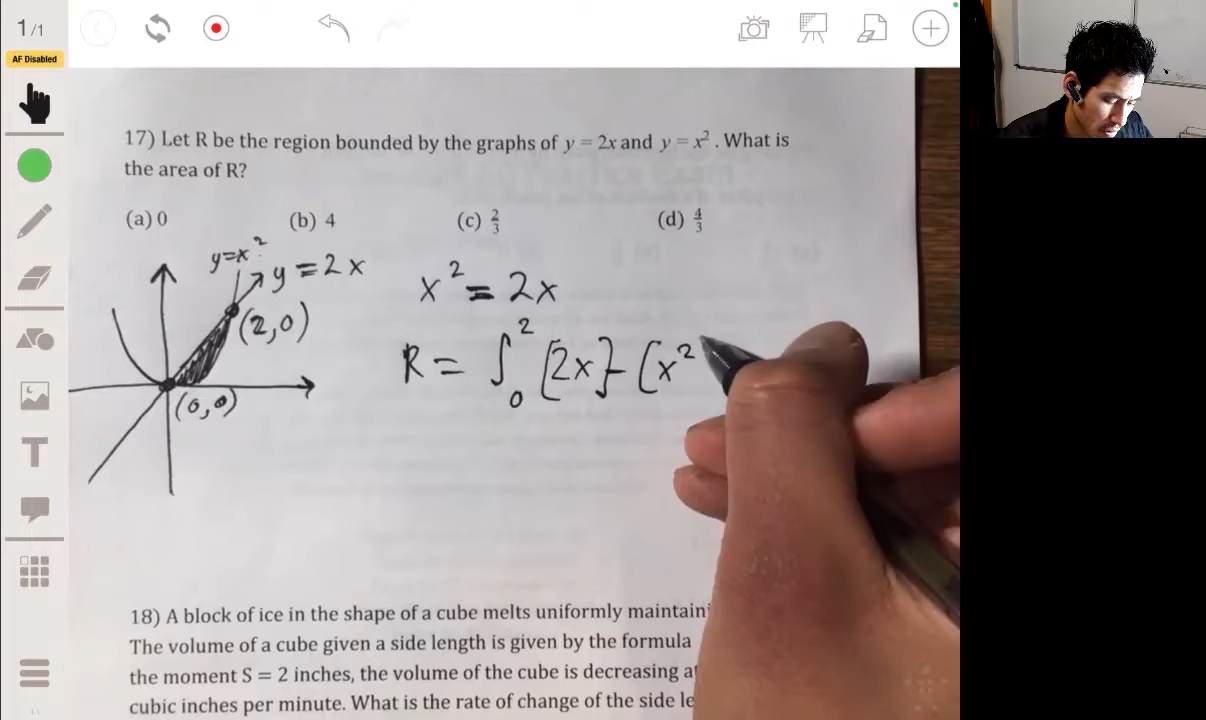 1/1
AF Disabled
17) Let R be the region bounded by the graphs of y = 2x and y = x². What is
the area of R?
(a) 0 (b) 4 (c) 2/3 (d) 4/3
y=x²
y=2x
(2,0)
(0,0)
x² = 2x
R = ∫₀² [2x] - [x²
T
18) A block of ice in the shape of a cube melts uniformly maintain
The volume of a cube given a side length is given by the formula
the moment S = 2 inches, the volume of the cube is decreasing a
cubic inches per minute. What is the rate of change of the side le